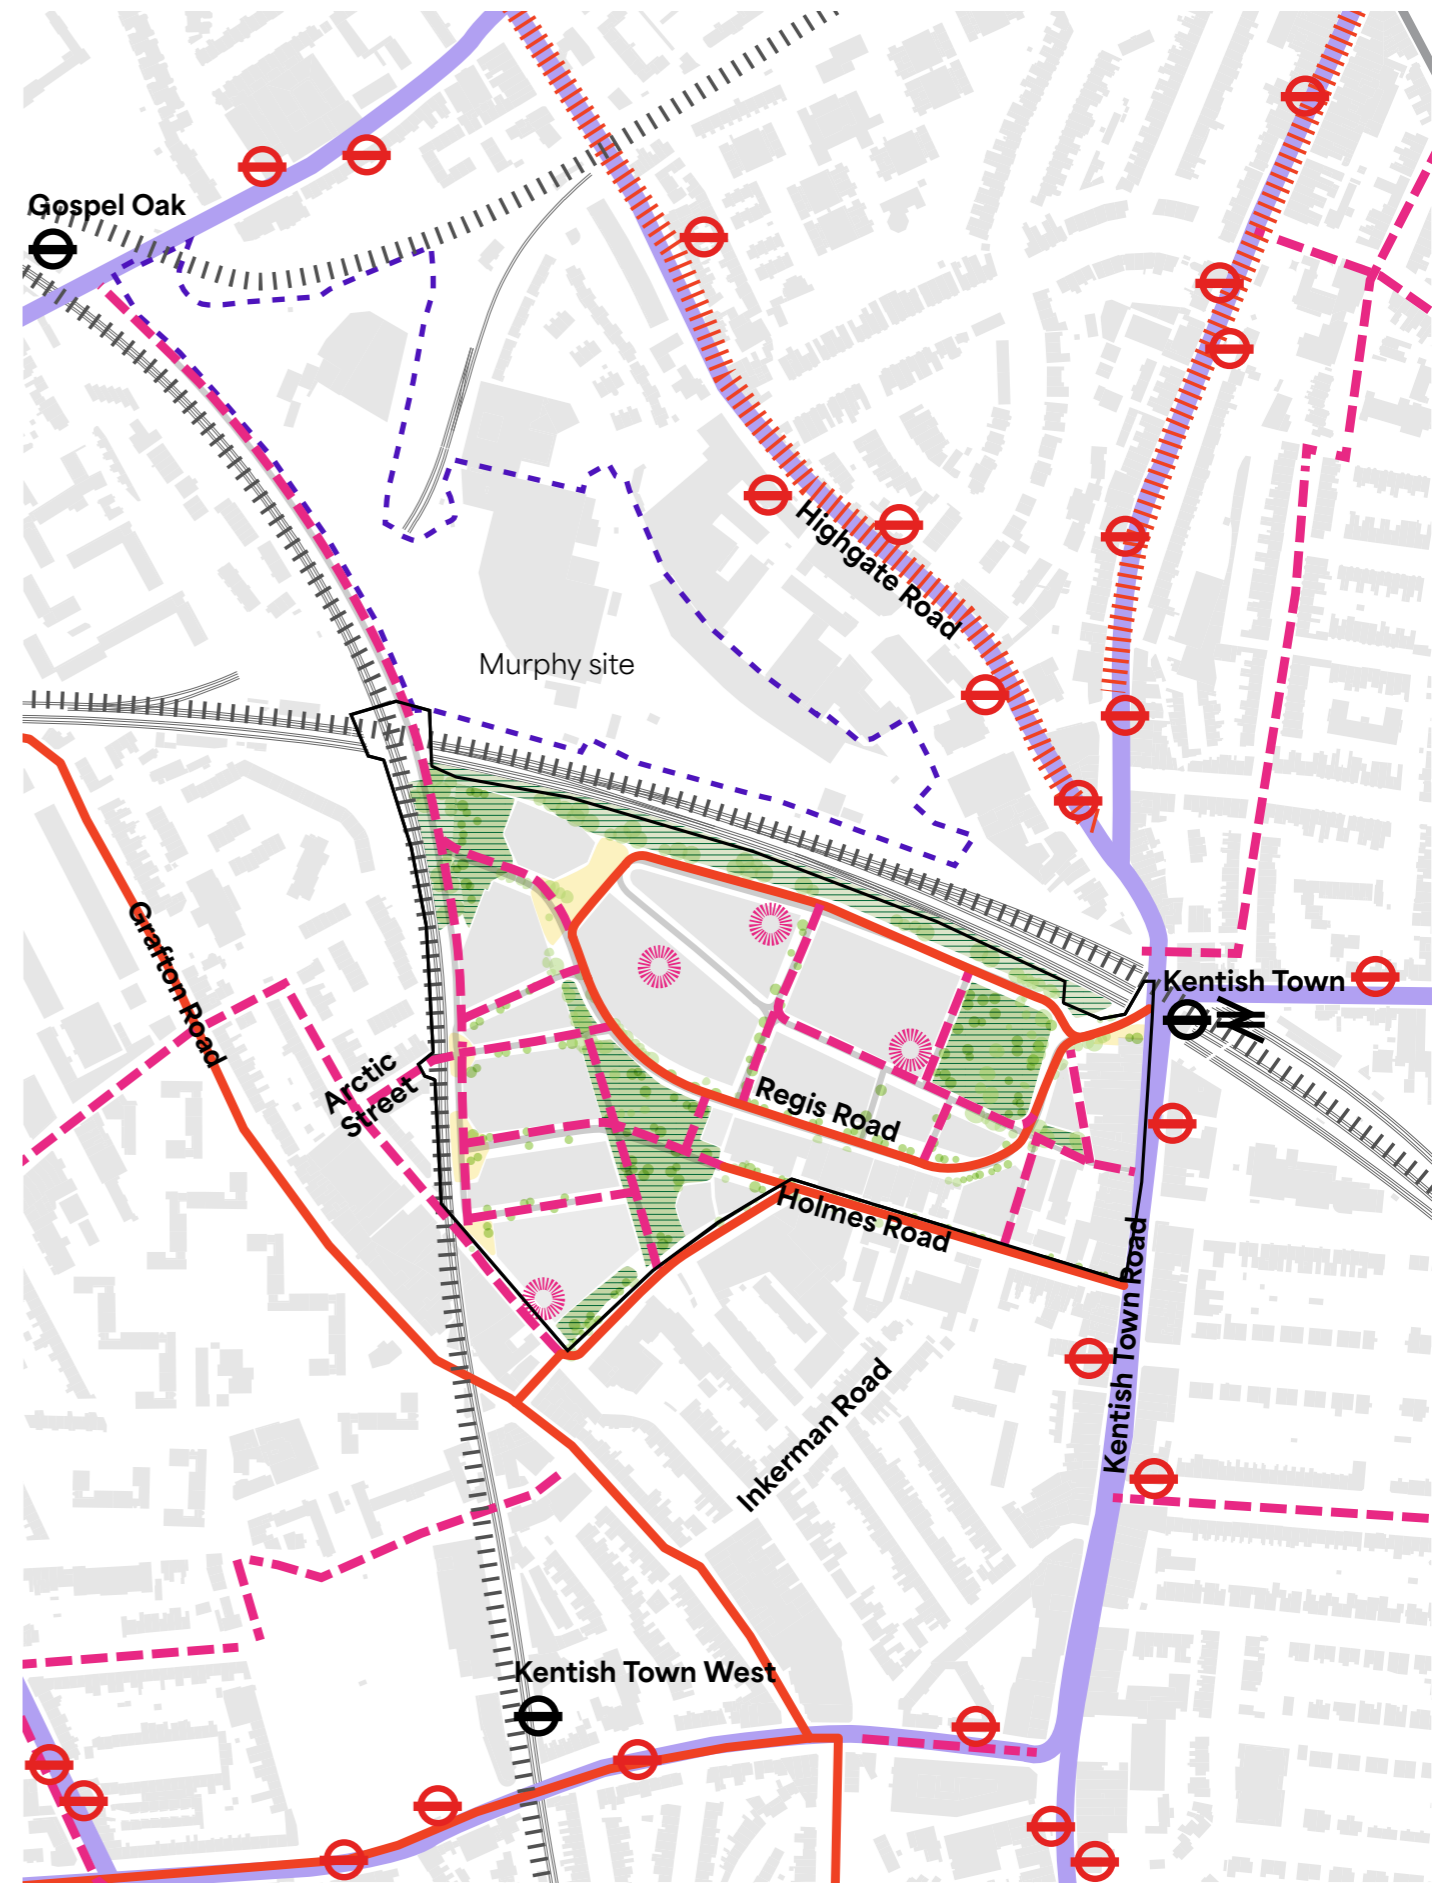 Gospel Oak
Highgate Road
Murphy site
Kentish Town
Grafton Road
Arctic
Street
Regis Road
Holmes Road
Kentish Town Road
Inkerman Road
Kentish Town West